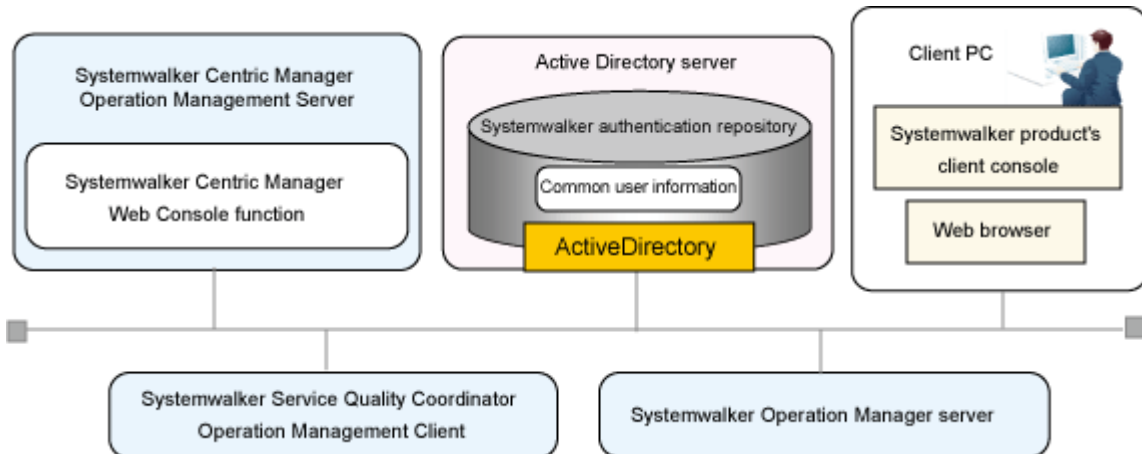 Systemwalker Centric Manager
Operation Management Server
Systemwalker Centric Manager
Web Console function
Active Directory server
Systemwalker authentication repository
Common user information
ActiveDirectory
Client PC
Systemwalker product's
client console
Web browser
Systemwalker Service Quality Coordinator
Operation Management Client
Systemwalker Operation Manager server